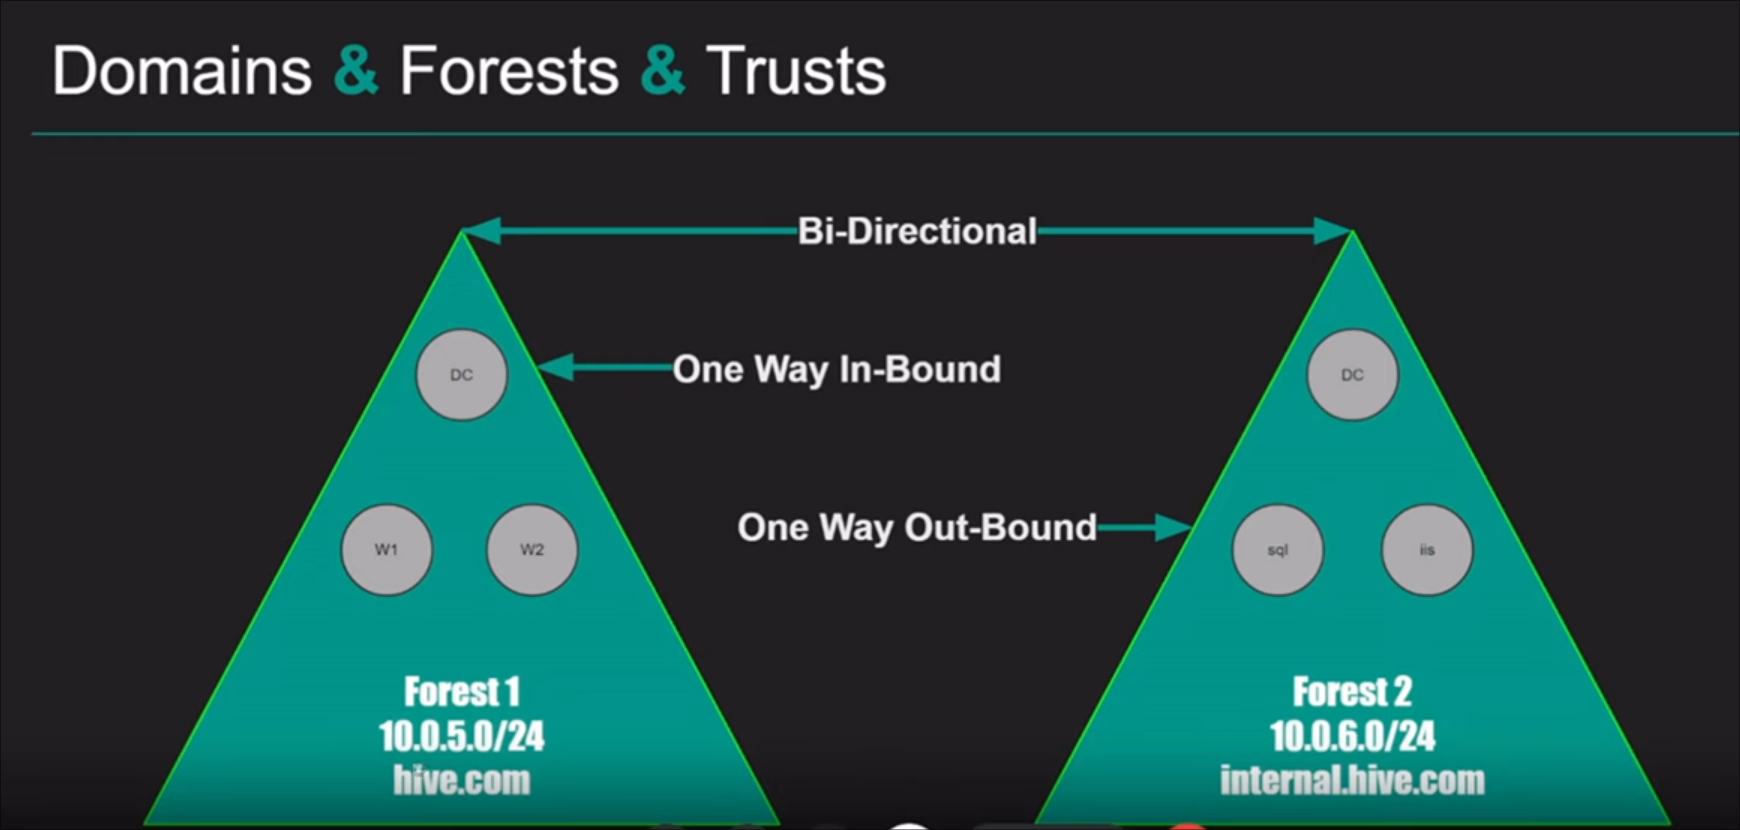 Domains & Forests & Trusts
Bi-Directional
DC
One Way In-Bound
DC
One Way Out-Bound
W1
W2
sql
iis
Forest 1
10.0.5.0/24
hive.com
Forest 2
10.0.6.0/24
internal.hive.com